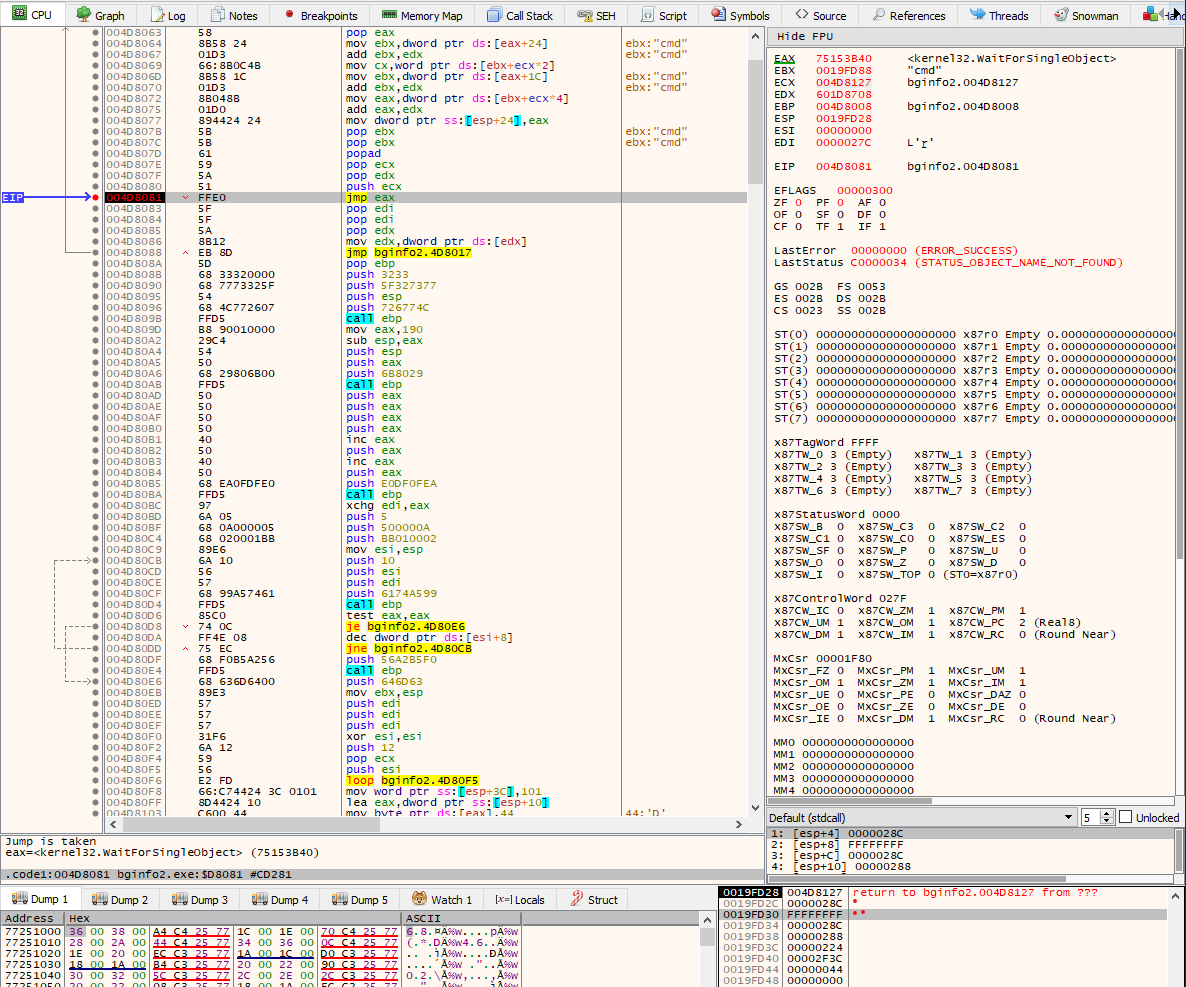 CPU Graph Log Notes Breakpoints Memory Map Call Stack SEH Script Symbols Source References Threads Snowman
004D8063 58 pop eax
004D8064 8B58 24 mov ebx,dword ptr ds:[eax+24] ebx:"cmd"
004D8067 01D3 add ebx,edx ebx:"cmd"
004D8069 66:8B0C4B mov cx,word ptr ds:[ebx+ecx*2]
004D806D 8B58 1C mov ebx,dword ptr ds:[eax+1C] ebx:"cmd"
004D8070 01D3 add ebx,edx ebx:"cmd"
004D8072 8B048B mov eax,dword ptr ds:[ebx+ecx*4]
004D8075 01D0 add eax,edx
004D8077 894424 24 mov dword ptr ss:[esp+24],eax
004D807B 5B pop ebx ebx:"cmd"
004D807C 5B pop ebx ebx:"cmd"
004D807D 61 popad
004D807E 59 pop ecx
004D807F 5A pop edx
004D8080 51 push ecx
EIP 004D8081 FFE0 jmp eax
004D8083 5F pop edi
004D8084 5F pop edi
004D8085 5A pop edx
004D8086 8B12 mov edx,dword ptr ds:[edx]
004D8088 EB 8D jmp bginfo2.4D8017
004D808A 5D pop ebp
004D808B 68 33320000 push 3233
004D8090 68 7773325F push 5F327377
004D8095 54 push esp
004D8096 68 4C772607 push 726774C
004D809B FFD5 call ebp
004D809D B8 90010000 mov eax,190
004D80A2 29C4 sub esp,eax
004D80A4 54 push esp
004D80A5 50 push eax
004D80A6 68 29806B00 push 6B8029
004D80AB FFD5 call ebp
004D80AD 50 push eax
004D80AE 50 push eax
004D80AF 50 push eax
004D80B0 50 push eax
004D80B1 40 inc eax
004D80B2 50 push eax
004D80B3 40 inc eax
004D80B4 50 push eax
004D80B5 68 EA0FDFE0 push E0DF0FEA
004D80BA FFD5 call ebp
004D80BC 97 xchg edi,eax
004D80BD 6A 05 push 5
004D80BF 68 0A000005 push 500000A
004D80C4 68 020001BB push BB010002
004D80C9 89E6 mov esi,esp
004D80CB 6A 10 push 10
004D80CD 56 push esi
004D80CE 57 push edi
004D80CF 68 99A57461 push 6174A599
004D80D4 FFD5 call ebp
004D80D6 85C0 test eax,eax
004D80D8 74 0C je bginfo2.4D80E6
004D80DA FF4E 08 dec dword ptr ds:[esi+8]
004D80DD 75 EC jne bginfo2.4D80CB
004D80DF 68 F0B5A256 push 56A2B5F0
004D80E4 FFD5 call ebp
004D80E6 68 636D6400 push 646D63
004D80EB 89E3 mov ebx,esp
004D80ED 57 push edi
004D80EE 57 push edi
004D80EF 57 push edi
004D80F0 31F6 xor esi,esi
004D80F2 6A 12 push 12
004D80F4 59 pop ecx
004D80F5 56 push esi
004D80F6 E2 FD loop bginfo2.4D80F5
004D80F8 66:C74424 3C 0101 mov word ptr ss:[esp+3C],101
004D80FF 8D4424 10 lea eax,dword ptr ss:[esp+10]
004D8103 C600 44 mov byte ptr ds:[eax],44 44:'D'
Jump is taken
eax=<kernel32.WaitForSingleObject> (75153B40)
.code1:004D8081 bginfo2.exe:$D8081 #CD281
Hide FPU
EAX 75153B40 <kernel32.WaitForSingleObject>
EBX 0019FD88 "cmd"
ECX 004D8127 bginfo2.004D8127
EDX 601D8708
EBP 004D8008 bginfo2.004D8008
ESP 0019FD28
ESI 00000000
EDI 0000027C
EIP 004D8081 bginfo2.004D8081
EFLAGS 00000300
ZF 0 PF 0 AF 0
OF 0 SF 0 DF 0
CF 0 TF 1 IF 1
LastError 00000000 (ERROR_SUCCESS)
LastStatus C0000034 (STATUS_OBJECT_NAME_NOT_FOUND)
GS 002B FS 0053
ES 002B DS 002B
CS 0023 SS 002B
ST(0) 00000000000000000000 x87r0 Empty 0.0000000000000000
ST(1) 00000000000000000000 x87r1 Empty 0.0000000000000000
ST(2) 00000000000000000000 x87r2 Empty 0.0000000000000000
ST(3) 00000000000000000000 x87r3 Empty 0.0000000000000000
ST(4) 00000000000000000000 x87r4 Empty 0.0000000000000000
ST(5) 00000000000000000000 x87r5 Empty 0.0000000000000000
ST(6) 00000000000000000000 x87r6 Empty 0.0000000000000000
ST(7) 00000000000000000000 x87r7 Empty 0.0000000000000000
x87TagWord FFFF
x87TW_0 3 (Empty) x87TW_1 3 (Empty)
x87TW_2 3 (Empty) x87TW_3 3 (Empty)
x87TW_4 3 (Empty) x87TW_5 3 (Empty)
x87TW_6 3 (Empty) x87TW_7 3 (Empty)
x87StatusWord 0000
x87SW_B 0 x87SW_C3 0 x87SW_C2 0
x87SW_C1 0 x87SW_C0 0 x87SW_ES 0
x87SW_SF 0 x87SW_P 0 x87SW_U 0
x87SW_O 0 x87SW_Z 0 x87SW_D 0
x87SW_I 0 x87SW_TOP 0 (ST0=x87r0)
x87ControlWord 027F
x87CW_IC 0 x87CW_ZM 1 x87CW_PM 1
x87CW_UM 1 x87CW_OM 1 x87CW_PC 2 (Real8)
x87CW_DM 1 x87CW_IM 1 x87CW_RC 0 (Round Near)
MxCsr 00001F80
MxCsr_FZ 0 MxCsr_PM 1 MxCsr_UM 1
MxCsr_OM 1 MxCsr_ZM 1 MxCsr_IM 1
MxCsr_UE 0 MxCsr_PE 0 MxCsr_DAZ 0
MxCsr_OE 0 MxCsr_ZE 0 MxCsr_DE 0
MxCsr_IE 0 MxCsr_DM 1 MxCsr_RC 0 (Round Near)
MM0 0000000000000000
MM1 0000000000000000
MM2 0000000000000000
MM3 0000000000000000
MM4 0000000000000000
Default (stdcall) 5 Unlocked
1: [esp+4] 0000028C
2: [esp+8] FFFFFFFF
3: [esp+C] 0000028C
4: [esp+10] 00000288
Dump 1 Dump 2 Dump 3 Dump 4 Dump 5 Watch 1 [x=] Locals Struct
Address Hex ASCII
77251000 36 00 38 00 A4 C4 25 77 1C 00 1E 00 70 C4 25 77 6.8.¤Ä%w....pÄ%w
77251010 28 00 2A 00 44 C4 25 77 34 00 36 00 0C C4 25 77 (.*.DÄ%w4.6..Ä%w
77251020 1E 00 20 00 EC C3 25 77 1A 00 1C 00 D0 C3 25 77 .. .ìÃ%w....ÐÃ%w
77251030 18 00 1A 00 B4 C3 25 77 20 00 22 00 90 C3 25 77 ....´Ã%w ."..Ã%w
77251040 30 00 32 00 5C C3 25 77 2C 00 2E 00 2C C3 25 77 0.2.\Ã%w,...,Ã%w
0019FD28 004D8127 return to bginfo2.004D8127 from ???
0019FD2C 0000028C
0019FD30 FFFFFFFF
0019FD34 0000028C
0019FD38 00000288
0019FD3C 00000224
0019FD40 00002F3C
0019FD44 00000044
0019FD48 00000000